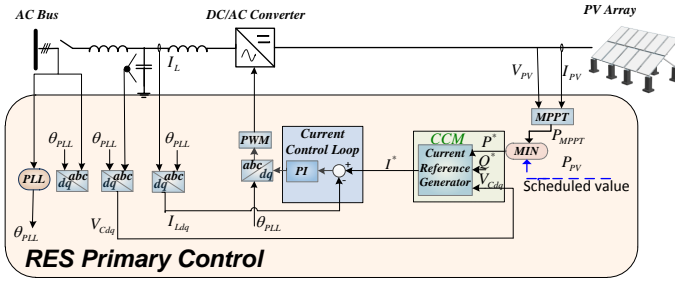 AC Bus
DC/AC Converter
PV Array
I_L
V_PV
I_PV
MPPT
P_MPPT
θ_PLL
θ_PLL
θ_PLL
PWM
Current
Control Loop
CCM
P*
MIN
P_PV
PLL
abc
dq
abc
dq
abc
dq
abc
dq
PI
+
-
I*
Current
Reference
Generator
Q*
V_Cdq
Scheduled value
θ_PLL
V_Cdq
I_Ldq
θ_PLL
RES Primary Control